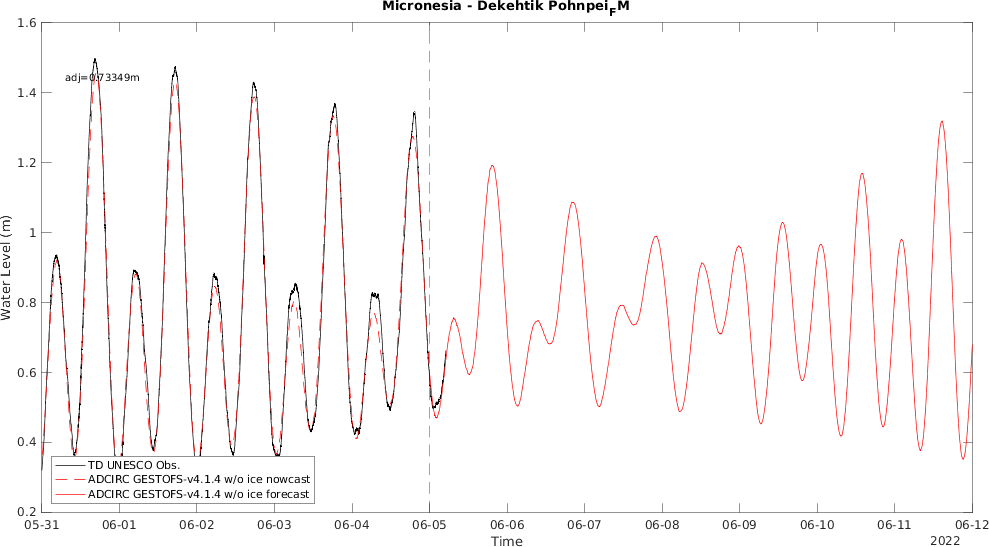 Micronesia - Dekehtik Pohnpei_FM
1.6
adj=0.73349m
1.4
1.2
1
0.8
0.6
0.4
0.2
Water Level (m)
TD UNESCO Obs.
ADCIRC GESTOFS-v4.1.4 w/o ice nowcast
ADCIRC GESTOFS-v4.1.4 w/o ice forecast
05-31 06-01 06-02 06-03 06-04 06-05 06-06 06-07 06-08 06-09 06-10 06-11 06-12
Time
2022